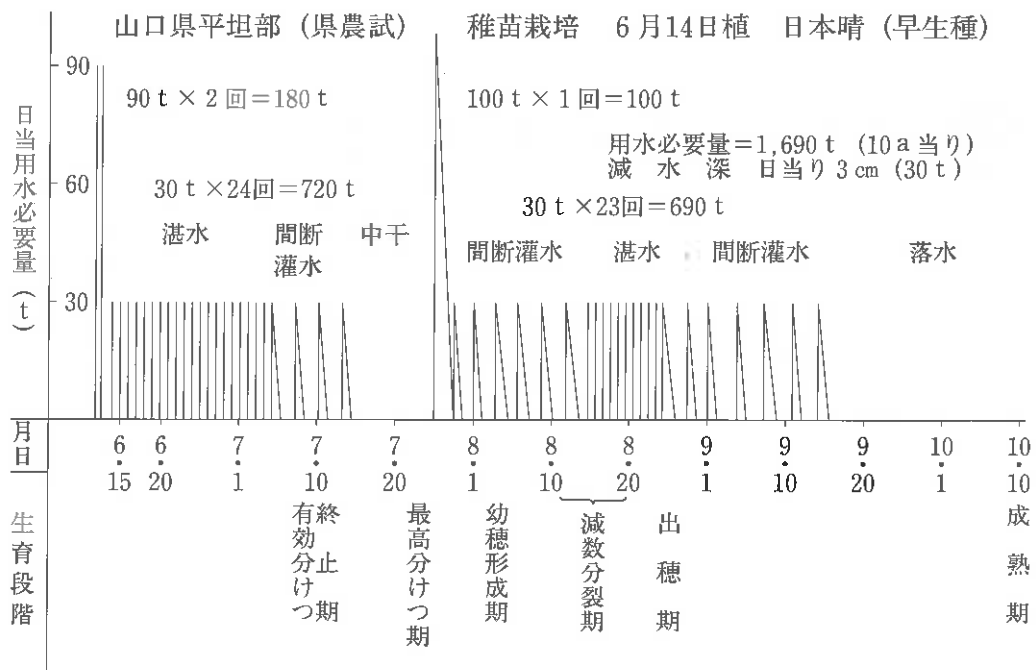 山口県平坦部（県農試） 稚苗栽培 6月14日植 日本晴（早生種）
日当用水必要量（t）
90
60
30
90t×2回=180t
100t×1回=100t
用水必要量=1,690t（10a当り）
減水深 日当り3cm（30t）
30t×24回=720t
30t×23回=690t
湛水
間断灌水
中干
間断灌水
湛水
間断灌水
落水
月日
6・15
6・20
7・1
7・10
7・20
8・1
8・10
8・20
9・1
9・10
9・20
10・1
10・10
生育段階
有効分けつ
終止期
最高分けつ期
幼穂形成期
減数分裂期
出穂期
成熟期